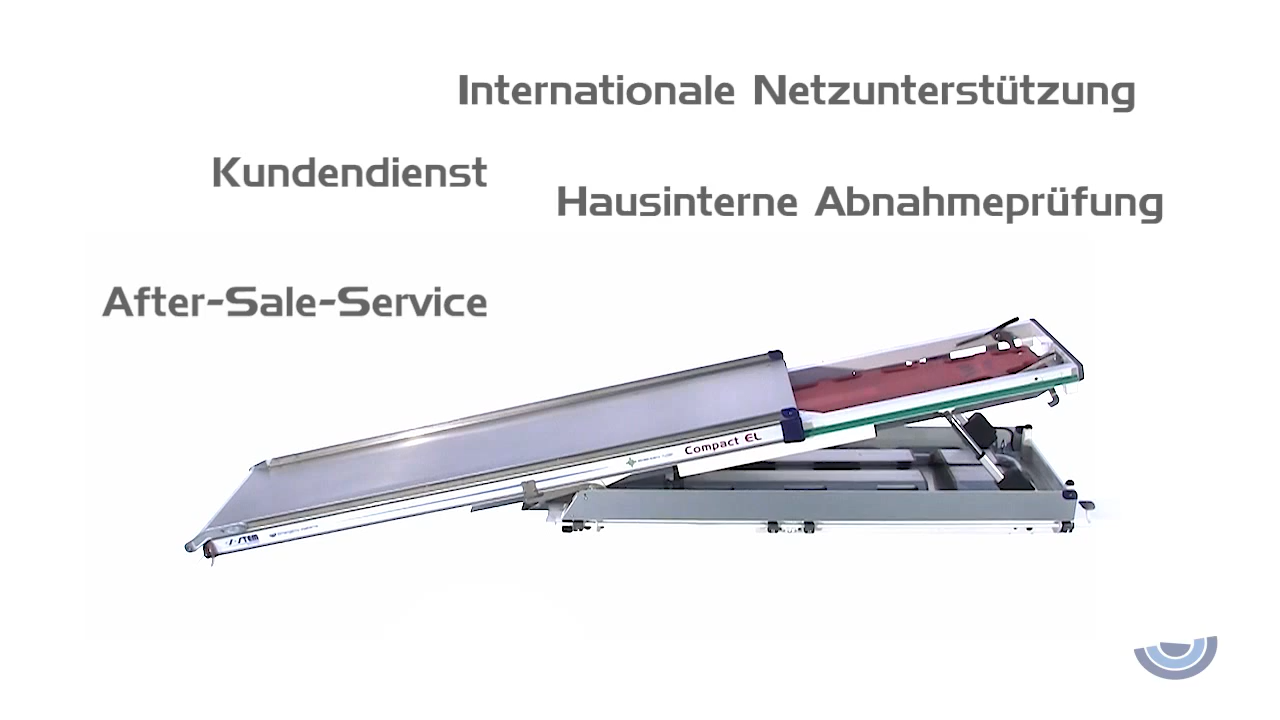 Internationale Netzunterstützung
Kundendienst
Hausinterne Abnahmeprüfung
After-Sale-Service
Compact EL